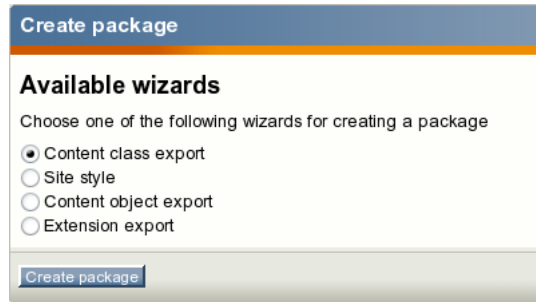 Create package
Available wizards
Choose one of the following wizards for creating a package
Content class export
Site style
Content object export
Extension export
Create package